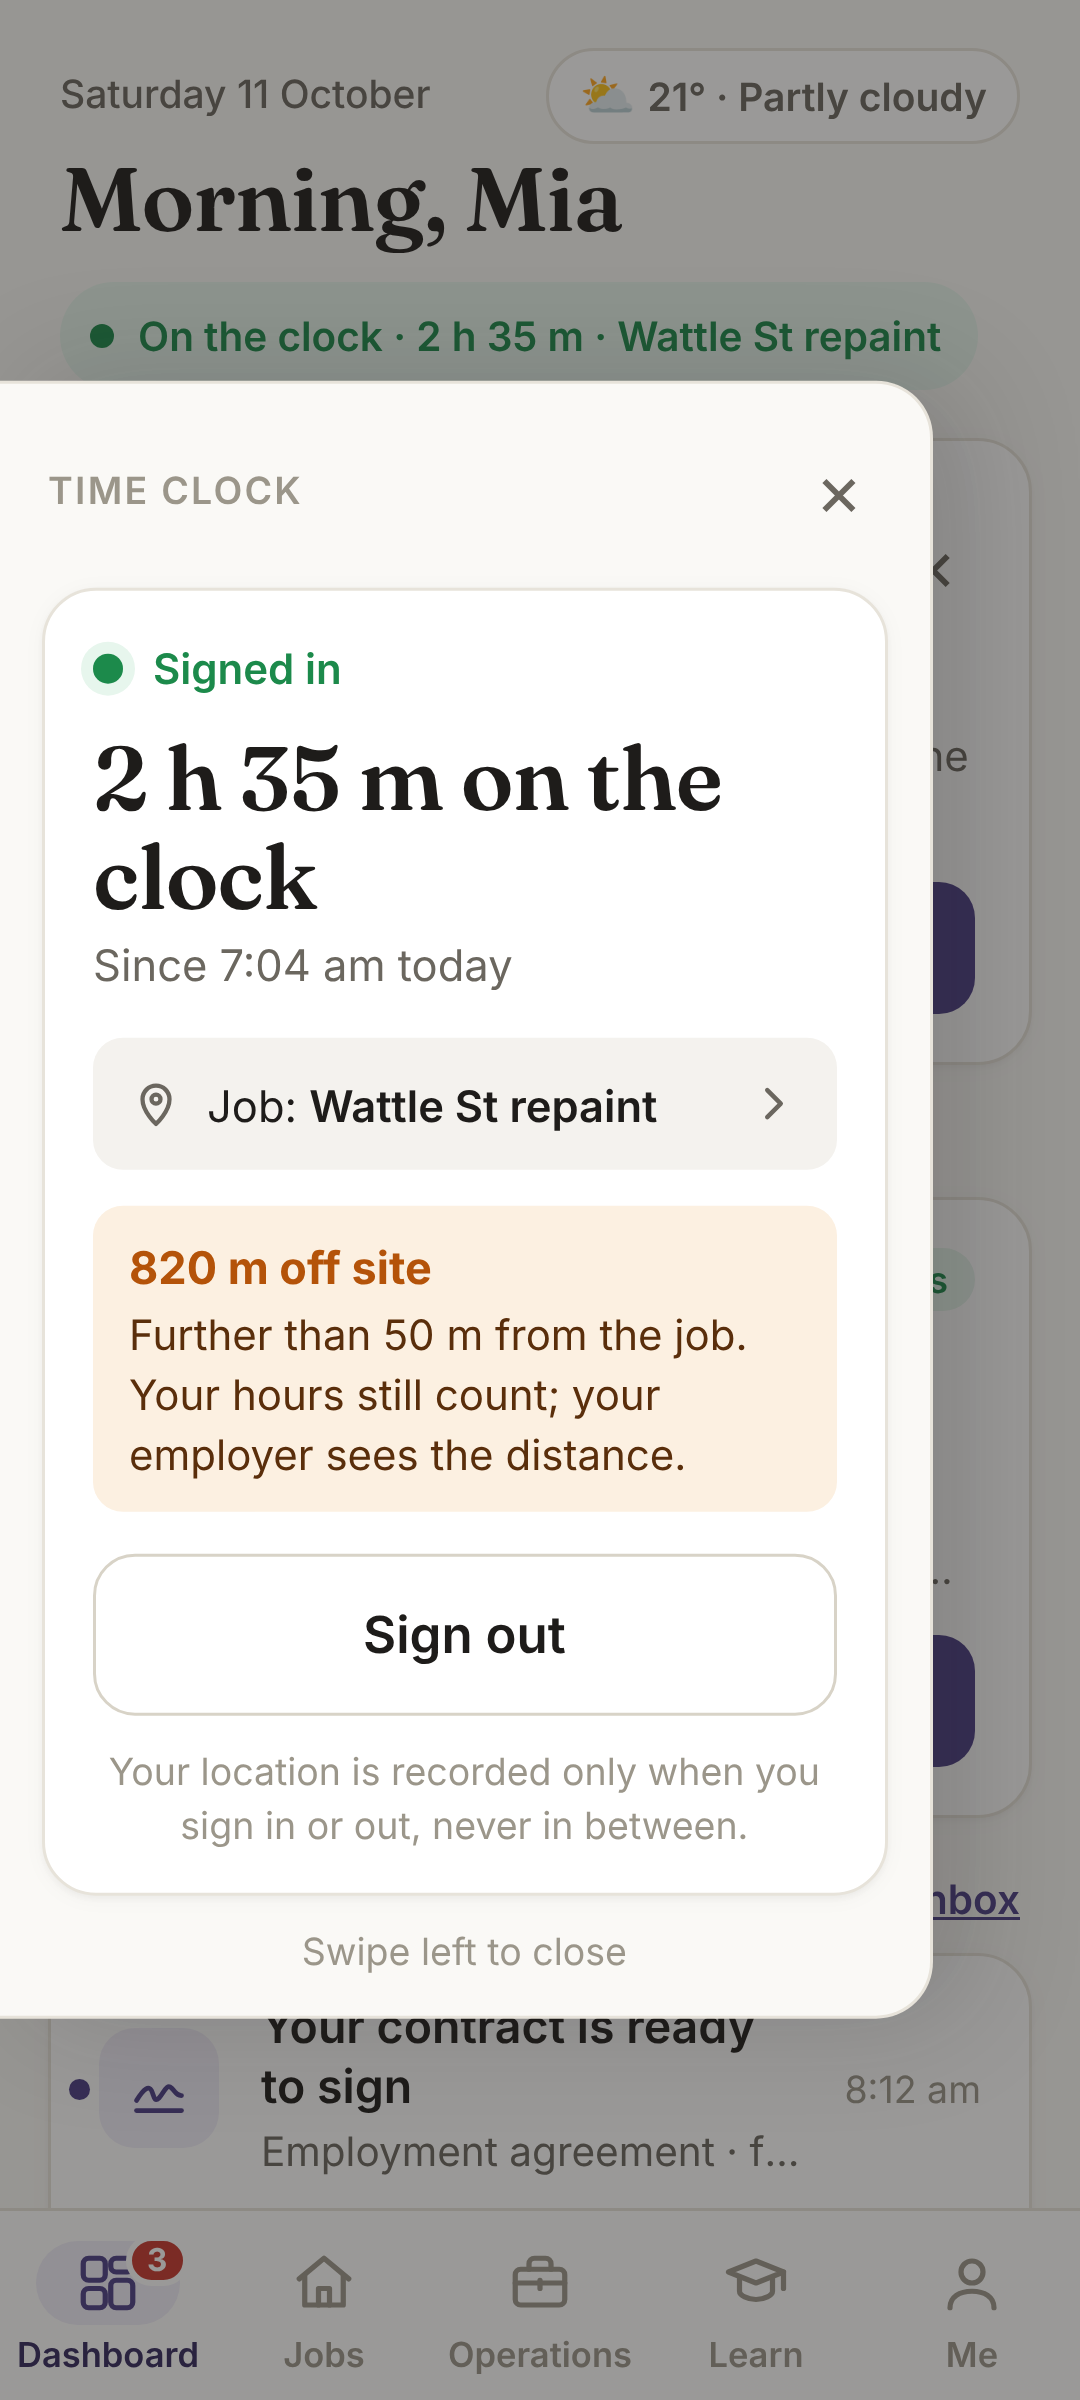 Saturday 11 October
21° · Partly cloudy
Morning, Mia
On the clock · 2 h 35 m · Wattle St repaint
TIME CLOCK
Signed in
2 h 35 m on the
clock
Since 7:04 am today
Job: Wattle St repaint
820 m off site
Further than 50 m from the job.
Your hours still count; your
employer sees the distance.
Sign out
Your location is recorded only when you
sign in or out, never in between.
Swipe left to close
Your contract is ready
to sign
8:12 am
Employment agreement · f...
3
Dashboard
Jobs
Operations
Learn
Me